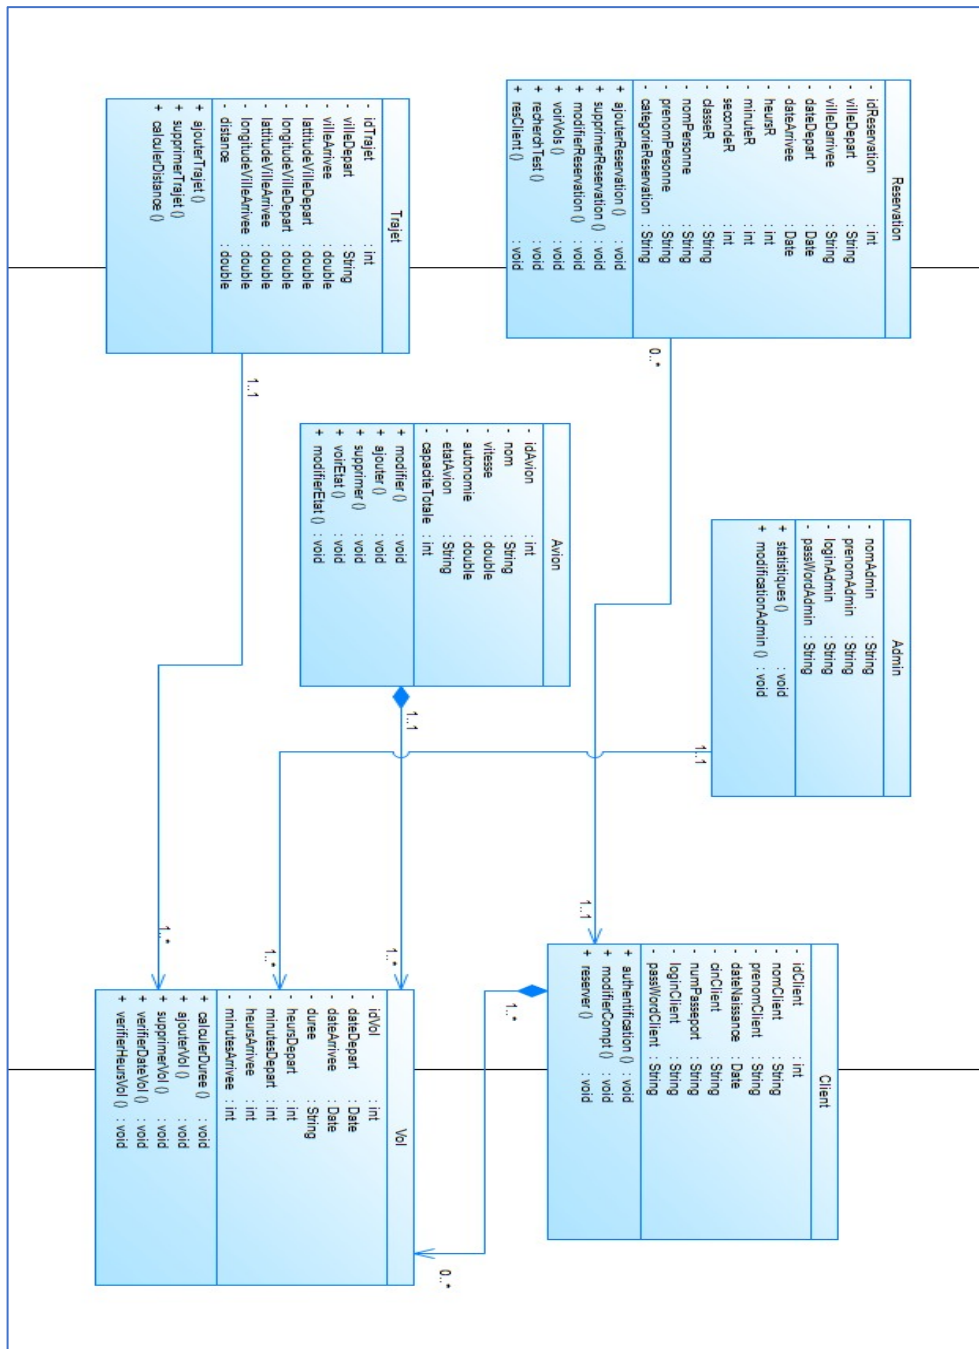 Reservation
- idReservation : int
- villeDepart : String
- villeDarrivee : String
- dateDepart : Date
- dateArrivee : Date
- heursR : int
- minuteR : int
- secondeR : int
- classeR : String
- nomPersonne : String
- prenomPersonne : String
- categorieReservation : String
+ ajouterReservation () : void
+ supprimerReservation () : void
+ modifierReservation () : void
+ voirVols () : void
+ recherchTest () : void
+ resClient () : void
0..*
1..1
Admin
- nomAdmin : String
- prenomAdmin : String
- loginAdmin : String
- passWordAdmin : String
+ statistiques () : void
+ modificationAdmin () : void
1..1
1..*
Client
- idClient : int
- nomClient : String
- prenomClient : String
- dateNaissance : Date
- cinClient : String
- numPasseport : String
- loginClient : String
- passWordClient : String
+ authentification () : void
+ modifierCompt () : void
+ reserver () : void
1..*
0..*
Avion
- idAvion : int
- nom : String
- vitesse : double
- autonomie : double
- etatAvion : String
- capaciteTotale : int
+ modifier () : void
+ ajouter () : void
+ supprimer () : void
+ voirEtat () : void
+ modifierEtat () : void
1..1
1..*
Trajet
- idTrajet : int
- villeDepart : String
- villeArrivee : String
- lattitudeVilleDepart : double
- longitudeVilleDepart : double
- lattitudeVilleArrivee : double
- longitudeVilleArrivee : double
- distance : double
+ ajouterTrajet ()
+ supprimerTrajet ()
+ calculerDistance ()
1..1
1..*
Vol
- idVol : int
- dateDepart : Date
- dateArrivee : Date
- duree : String
- heursDepart : int
- minutesDepart : int
- heursArrivee : int
- minutesArrivee : int
+ calculerDuree () : void
+ ajouterVol () : void
+ supprimerVol () : void
+ verifierDateVol () : void
+ verifierHeursVol () : void